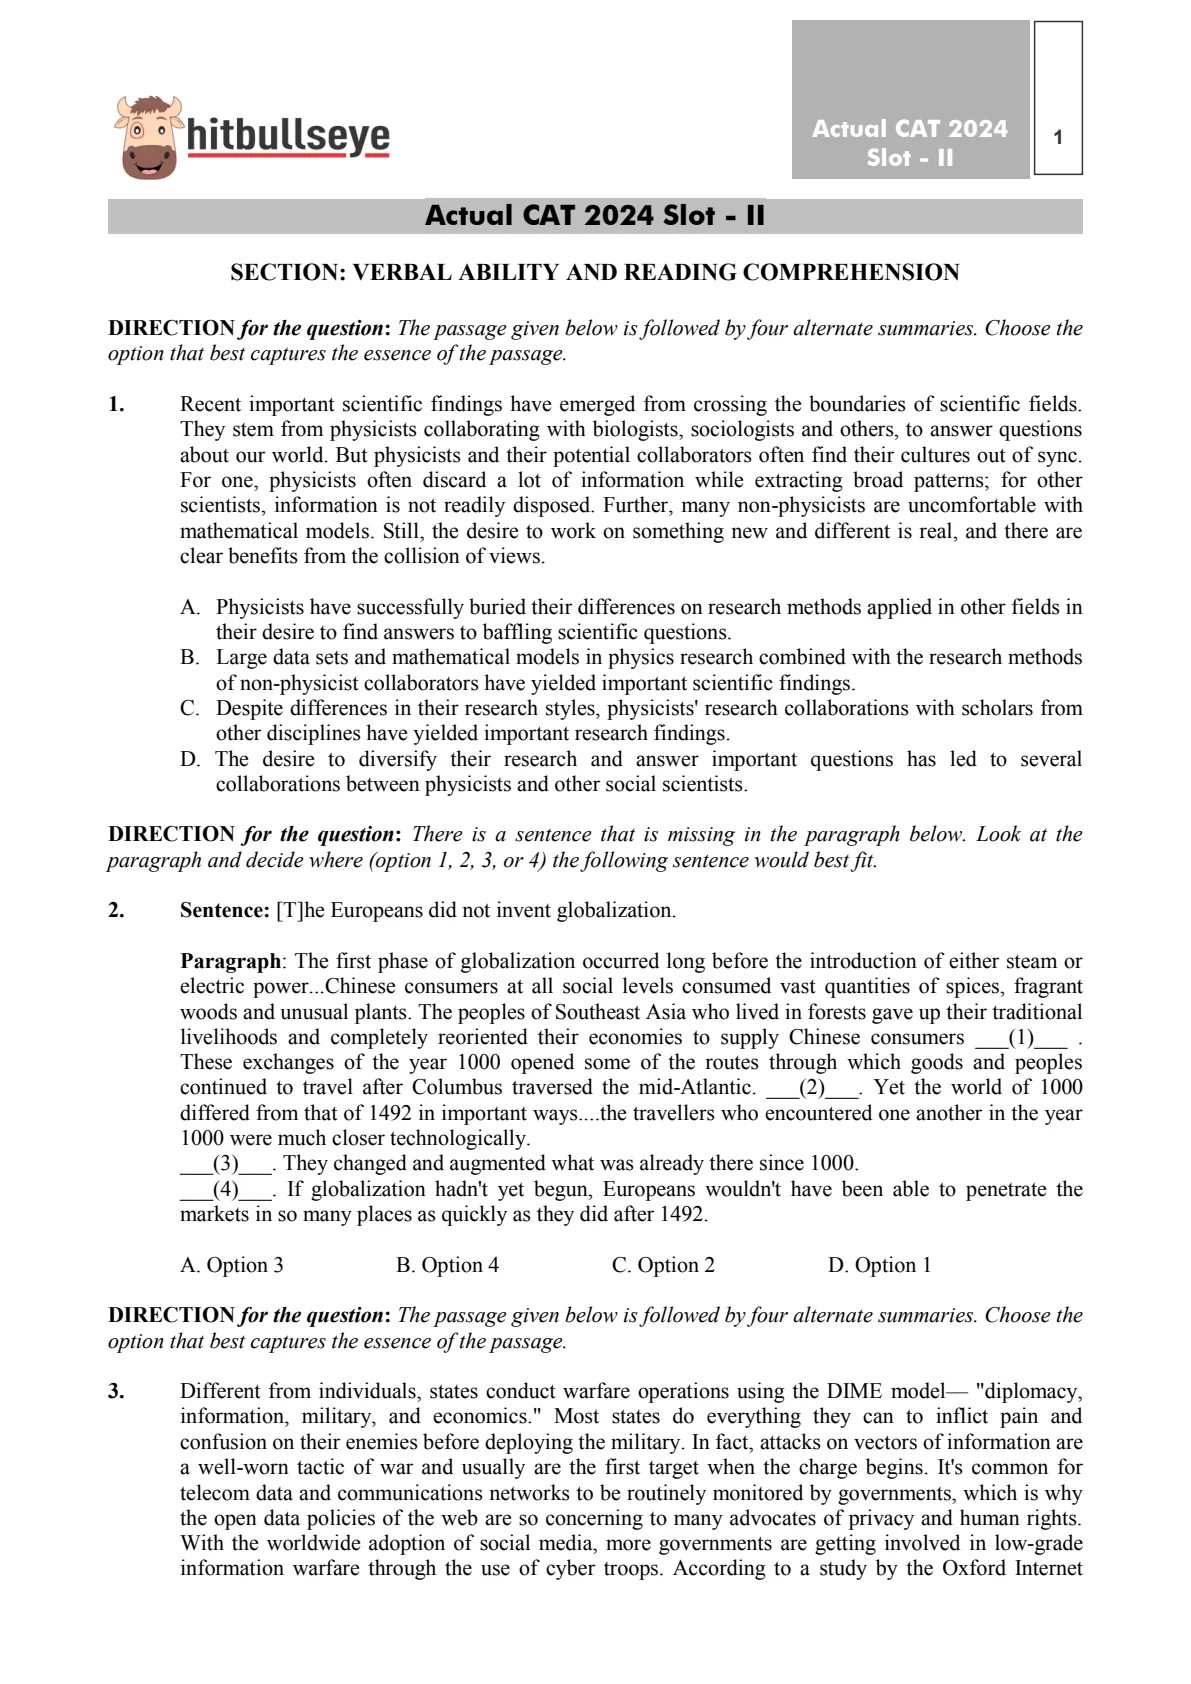 hitbullseye
Actual CAT 2024
Slot - II
1
Actual CAT 2024 Slot - II
SECTION: VERBAL ABILITY AND READING COMPREHENSION
DIRECTION for the question: The passage given below is followed by four alternate summaries. Choose the
option that best captures the essence of the passage.
1. Recent important scientific findings have emerged from crossing the boundaries of scientific fields.
They stem from physicists collaborating with biologists, sociologists and others, to answer questions
about our world. But physicists and their potential collaborators often find their cultures out of sync.
For one, physicists often discard a lot of information while extracting broad patterns; for other
scientists, information is not readily disposed. Further, many non-physicists are uncomfortable with
mathematical models. Still, the desire to work on something new and different is real, and there are
clear benefits from the collision of views.
A. Physicists have successfully buried their differences on research methods applied in other fields in
their desire to find answers to baffling scientific questions.
B. Large data sets and mathematical models in physics research combined with the research methods
of non-physicist collaborators have yielded important scientific findings.
C. Despite differences in their research styles, physicists' research collaborations with scholars from
other disciplines have yielded important research findings.
D. The desire to diversify their research and answer important questions has led to several
collaborations between physicists and other social scientists.
DIRECTION for the question: There is a sentence that is missing in the paragraph below. Look at the
paragraph and decide where (option 1, 2, 3, or 4) the following sentence would best fit.
2. Sentence: [T]he Europeans did not invent globalization.
Paragraph: The first phase of globalization occurred long before the introduction of either steam or
electric power...Chinese consumers at all social levels consumed vast quantities of spices, fragrant
woods and unusual plants. The peoples of Southeast Asia who lived in forests gave up their traditional
livelihoods and completely reoriented their economies to supply Chinese consumers ___(1)___ .
These exchanges of the year 1000 opened some of the routes through which goods and peoples
continued to travel after Columbus traversed the mid-Atlantic. ___(2)___. Yet the world of 1000
differed from that of 1492 in important ways....the travellers who encountered one another in the year
1000 were much closer technologically.
___(3)___. They changed and augmented what was already there since 1000.
___(4)___. If globalization hadn't yet begun, Europeans wouldn't have been able to penetrate the
markets in so many places as quickly as they did after 1492.
A. Option 3 B. Option 4 C. Option 2 D. Option 1
DIRECTION for the question: The passage given below is followed by four alternate summaries. Choose the
option that best captures the essence of the passage.
3. Different from individuals, states conduct warfare operations using the DIME model— "diplomacy,
information, military, and economics." Most states do everything they can to inflict pain and
confusion on their enemies before deploying the military. In fact, attacks on vectors of information are
a well-worn tactic of war and usually are the first target when the charge begins. It's common for
telecom data and communications networks to be routinely monitored by governments, which is why
the open data policies of the web are so concerning to many advocates of privacy and human rights.
With the worldwide adoption of social media, more governments are getting involved in low-grade
information warfare through the use of cyber troops. According to a study by the Oxford Internet